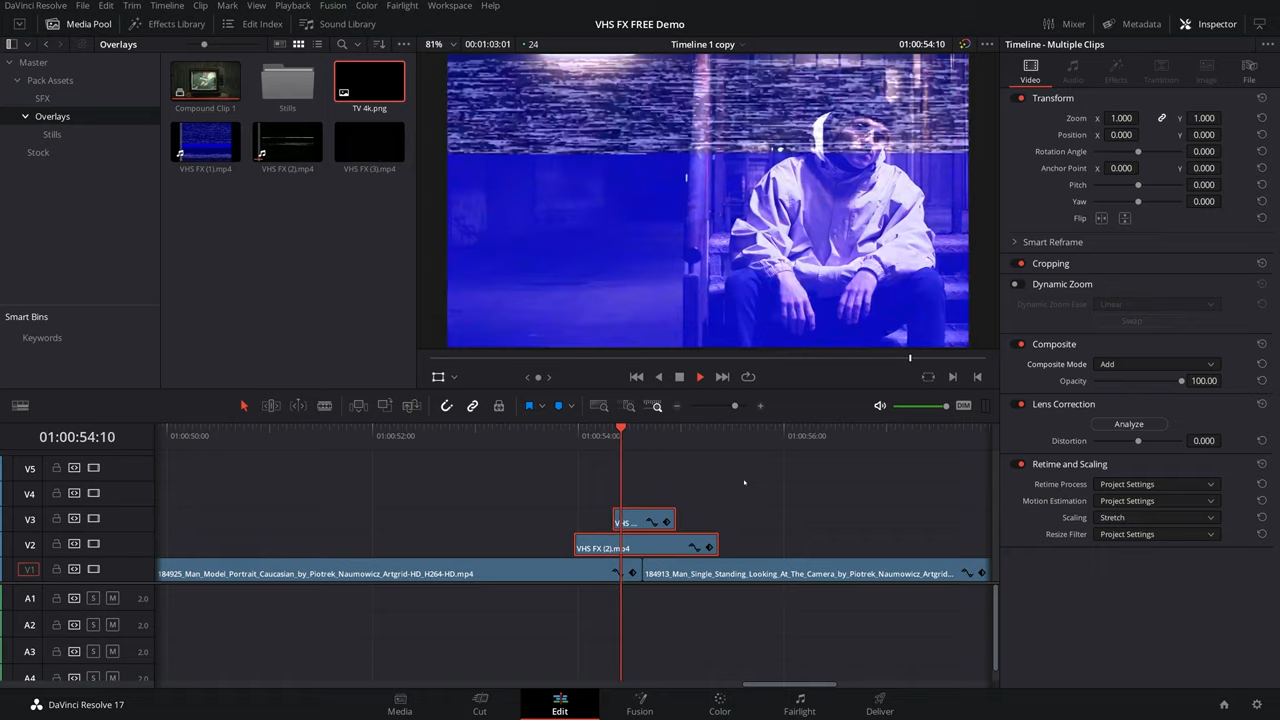 DaVinci Resolve File Edit Trim Timeline Clip Mark View Playback Fusion Color Fairlight Workspace Help
Media Pool Effects Library Edit Index Sound Library VHS FX FREE Demo Mixer Metadata Inspector
Overlays 81% 00:01:03:01 24 Timeline 1 copy 01:00:54:10 Timeline - Multiple Clips
Master
Pack Assets
SFX
Overlays
Stills
Stock
Compound Clip 1 Stills TV 4k.png
VHS FX (1).mp4 VHS FX (2).mp4 VHS FX (3).mp4
Smart Bins
Keywords
Video Audio Effects Transition Image File
Transform
Zoom X 1.000 Y 1.000
Position X 0.000 Y 0.000
Rotation Angle 0.000
Anchor Point X 0.000 Y 0.000
Pitch 0.000
Yaw 0.000
Flip
Smart Reframe
Cropping
Dynamic Zoom
Dynamic Zoom Ease Linear
Swap
Composite
Composite Mode Add
Opacity 100.00
Lens Correction
Analyze
Distortion 0.000
Retime and Scaling
Retime Process Project Settings
Motion Estimation Project Settings
Scaling Stretch
Resize Filter Project Settings
DIM
01:00:54:10 01:00:50:00 01:00:52:00 01:00:54:00 01:00:56:00
V5
V4
V3 VHS ...
V2 VHS FX (2).mp4
V1 184925_Man_Model_Portrait_Caucasian_by_Piotrek_Naumowicz_Artgrid-HD_H264-HD.mp4 184913_Man_Single_Standing_Looking_At_The_Camera_by_Piotrek_Naumowicz_Artgrid...
A1 S M 2.0
A2 S M 2.0
A3 S M 2.0
A4 S M 2.0
DaVinci Resolve 17 Media Cut Edit Fusion Color Fairlight Deliver